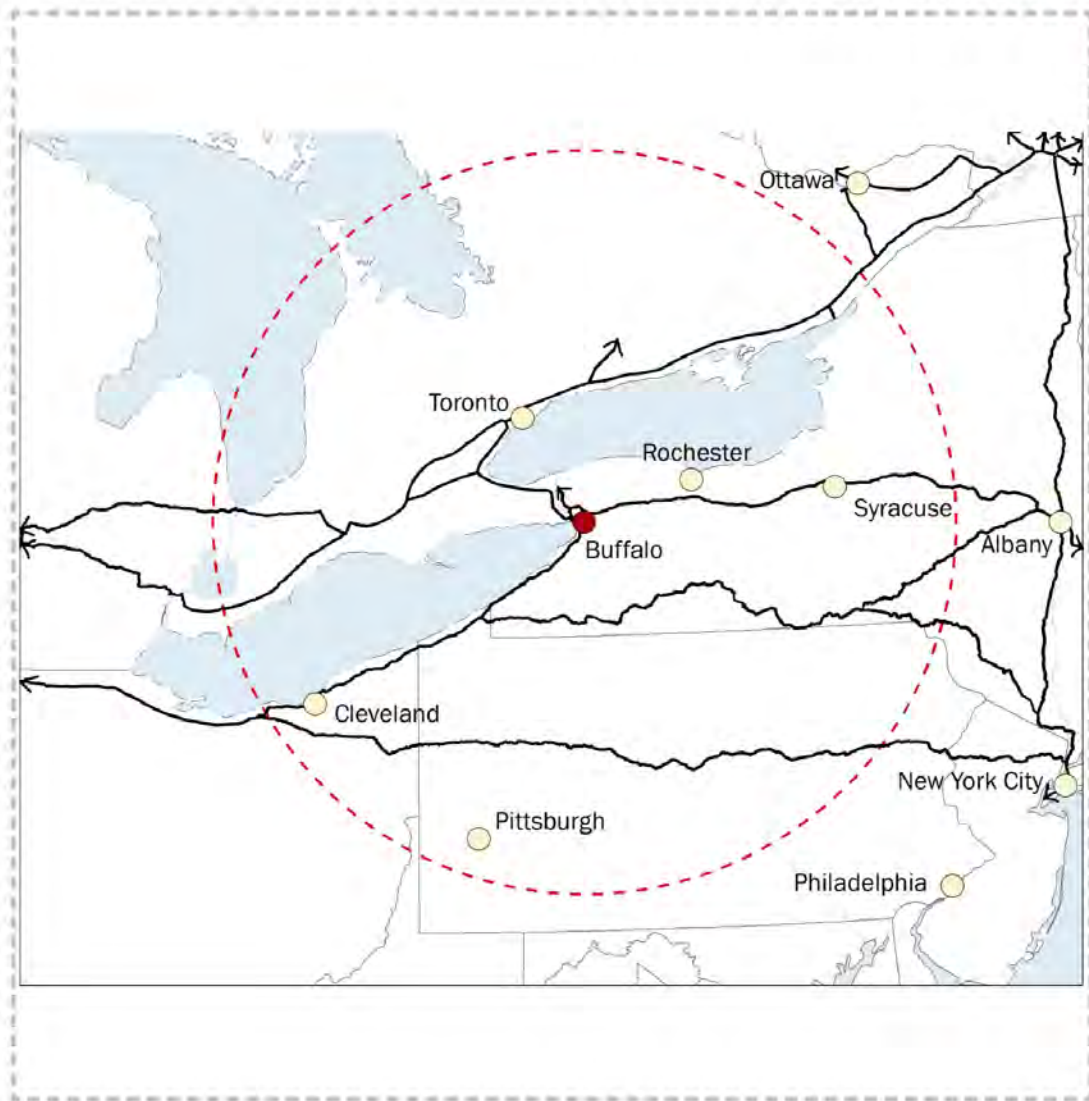 Ottawa
Toronto
Rochester
Syracuse
Buffalo
Albany
Cleveland
New York City
Pittsburgh
Philadelphia